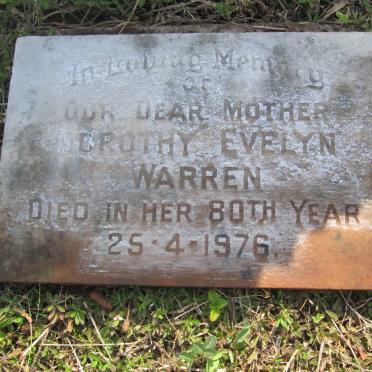 In Loving Memory
of
OUR DEAR MOTHER
DOROTHY EVELYN
WARREN
DIED IN HER 80TH YEAR
25-4-1976.